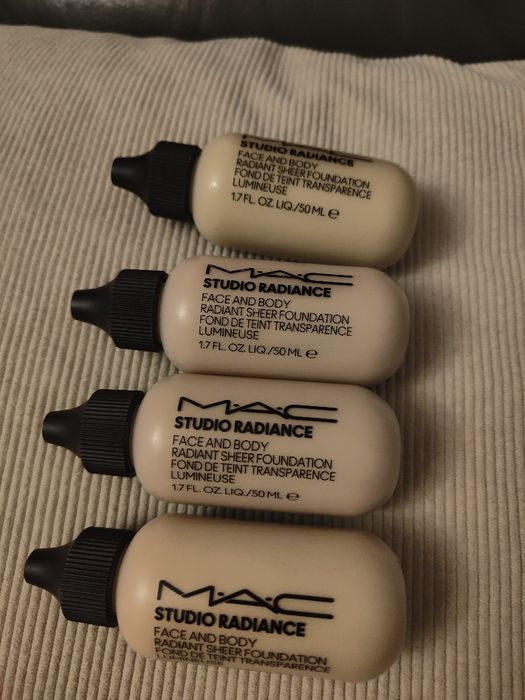 STUDIO RADIANCE
FACE AND BODY
RADIANT SHEER FOUNDATION
FOND DE TEINT TRANSPARENCE
LUMINEUSE
1.7 FL. OZ. LIQ./50 ML ℮
M·A·C
STUDIO RADIANCE
FACE AND BODY
RADIANT SHEER FOUNDATION
FOND DE TEINT TRANSPARENCE
LUMINEUSE
1.7 FL. OZ. LIQ./50 ML ℮
M·A·C
STUDIO RADIANCE
FACE AND BODY
RADIANT SHEER FOUNDATION
FOND DE TEINT TRANSPARENCE
LUMINEUSE
1.7 FL. OZ. LIQ./50 ML ℮
M·A·C
STUDIO RADIANCE
FACE AND BODY
RADIANT SHEER FOUNDATION
FOND DE TEINT TRANSPARENCE
LUMINEUSE